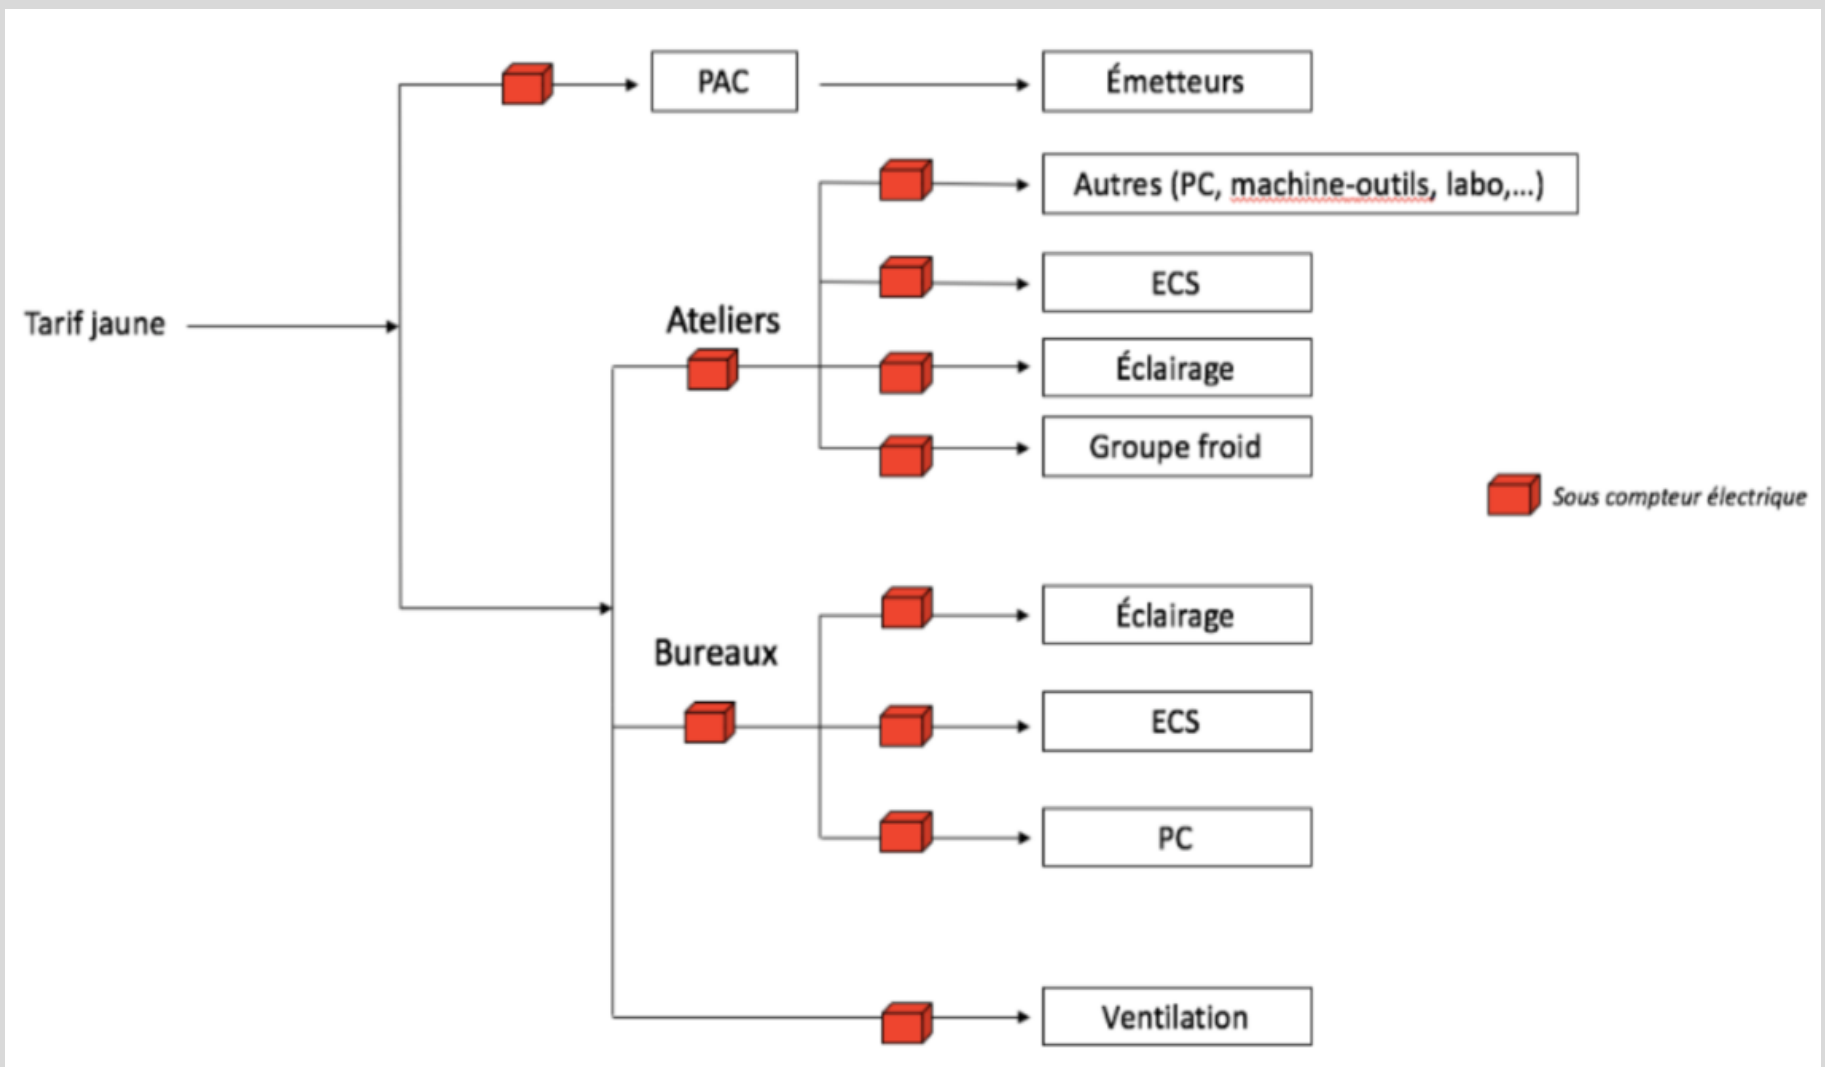 PAC
Émetteurs
Autres (PC, machine-outils, labo,...)
ECS
Tarif jaune
Ateliers
Éclairage
Groupe froid
Sous compteur électrique
Éclairage
Bureaux
ECS
PC
Ventilation